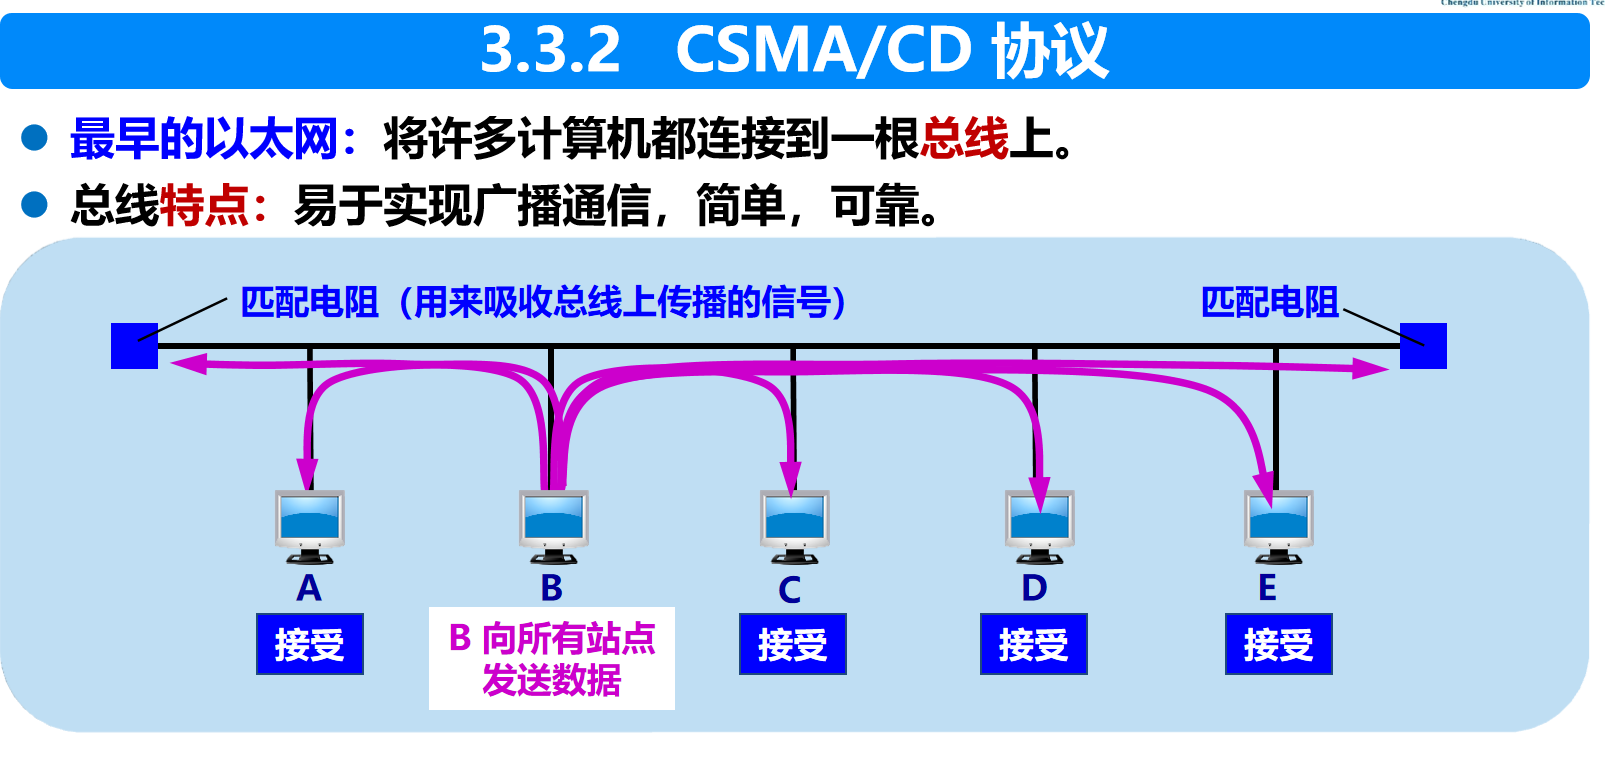 Chengdu University of Information Tec
3.3.2 CSMA/CD 协议
最早的以太网：将许多计算机都连接到一根总线上。
总线特点：易于实现广播通信，简单，可靠。
匹配电阻（用来吸收总线上传播的信号）
匹配电阻
A
B
C
D
E
接受
B 向所有站点
发送数据
接受
接受
接受